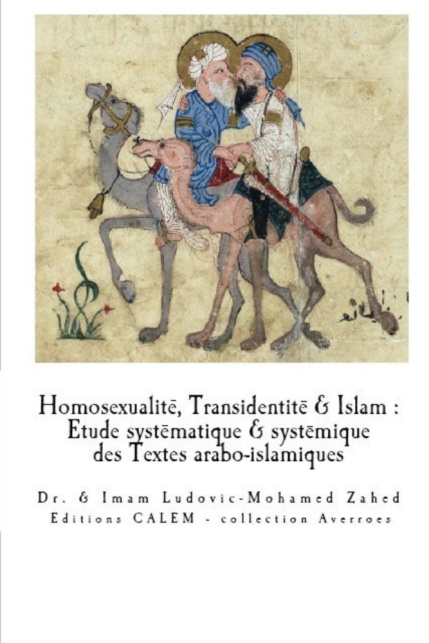 Homosexualitē, Transidentitē & Islam :
Etude systēmatique & systēmique
des Textes arabo-islamiques
Dr. & Imam Ludovic-Mohamed Zahed
Editions CALEM - collection Averroes